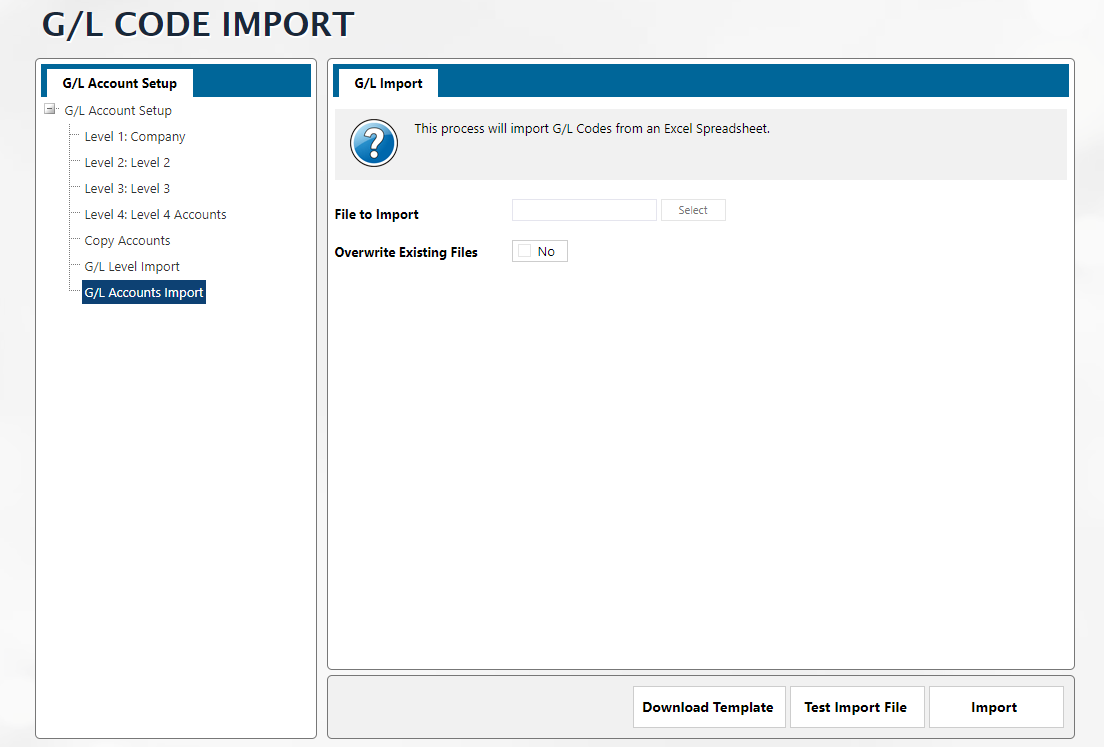 G/L CODE IMPORT
G/L Account Setup
G/L Account Setup
Level 1: Company
Level 2: Level 2
Level 3: Level 3
Level 4: Level 4 Accounts
Copy Accounts
G/L Level Import
G/L Accounts Import
G/L Import
?
This process will import G/L Codes from an Excel Spreadsheet.
File to Import
Select
Overwrite Existing Files
No
Download Template
Test Import File
Import